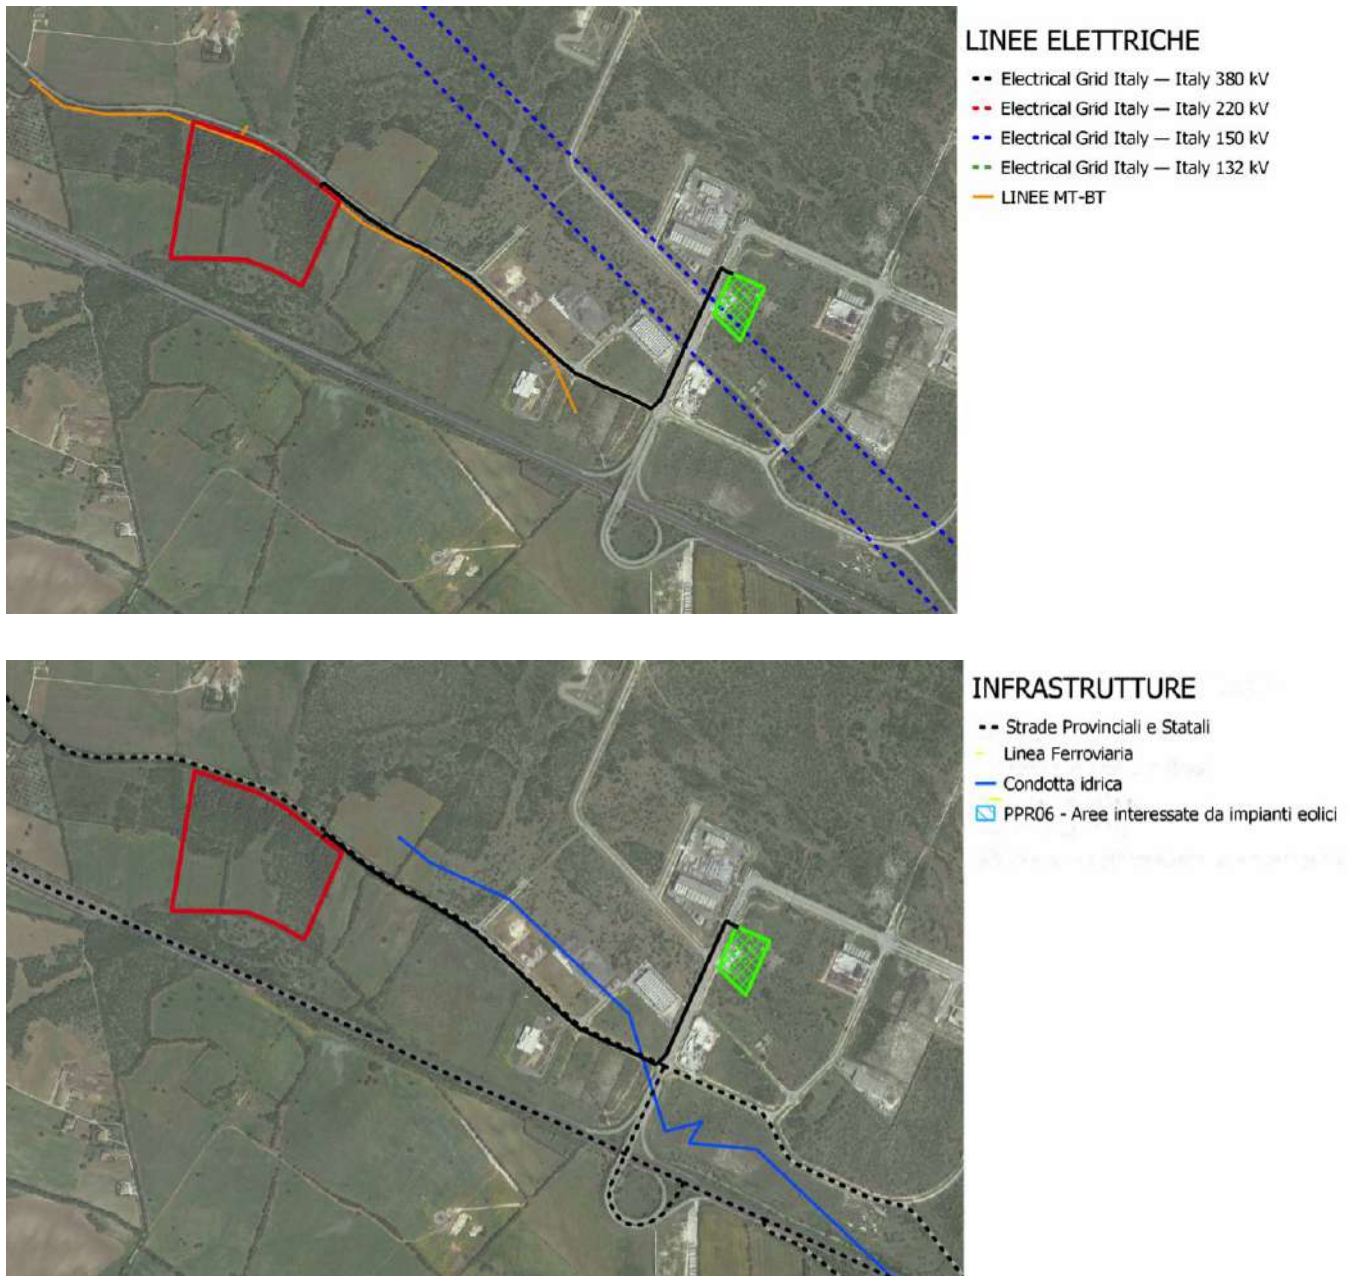 LINEE ELETTRICHE
Electrical Grid Italy — Italy 380 kV
Electrical Grid Italy — Italy 220 kV
Electrical Grid Italy — Italy 150 kV
Electrical Grid Italy — Italy 132 kV
LINEE MT-BT
INFRASTRUTTURE
Strade Provinciali e Statali
Linea Ferroviaria
Condotta idrica
PPR06 - Aree interessate da impianti eolici